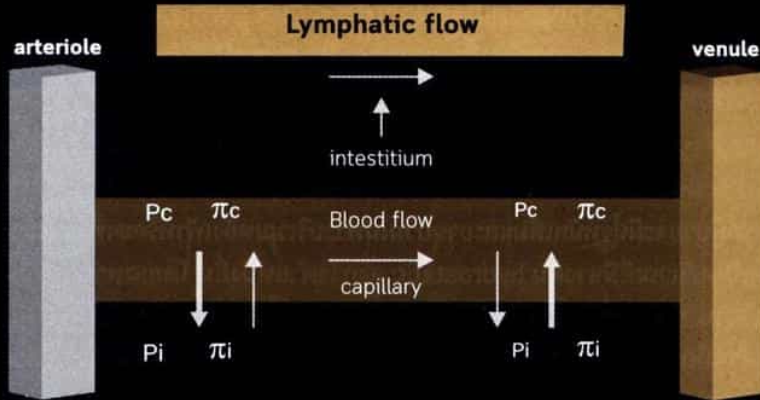 Lymphatic flow
arteriole
venule
intestitium
Pc πc
Blood flow
Pc πc
capillary
Pi πi
Pi πi